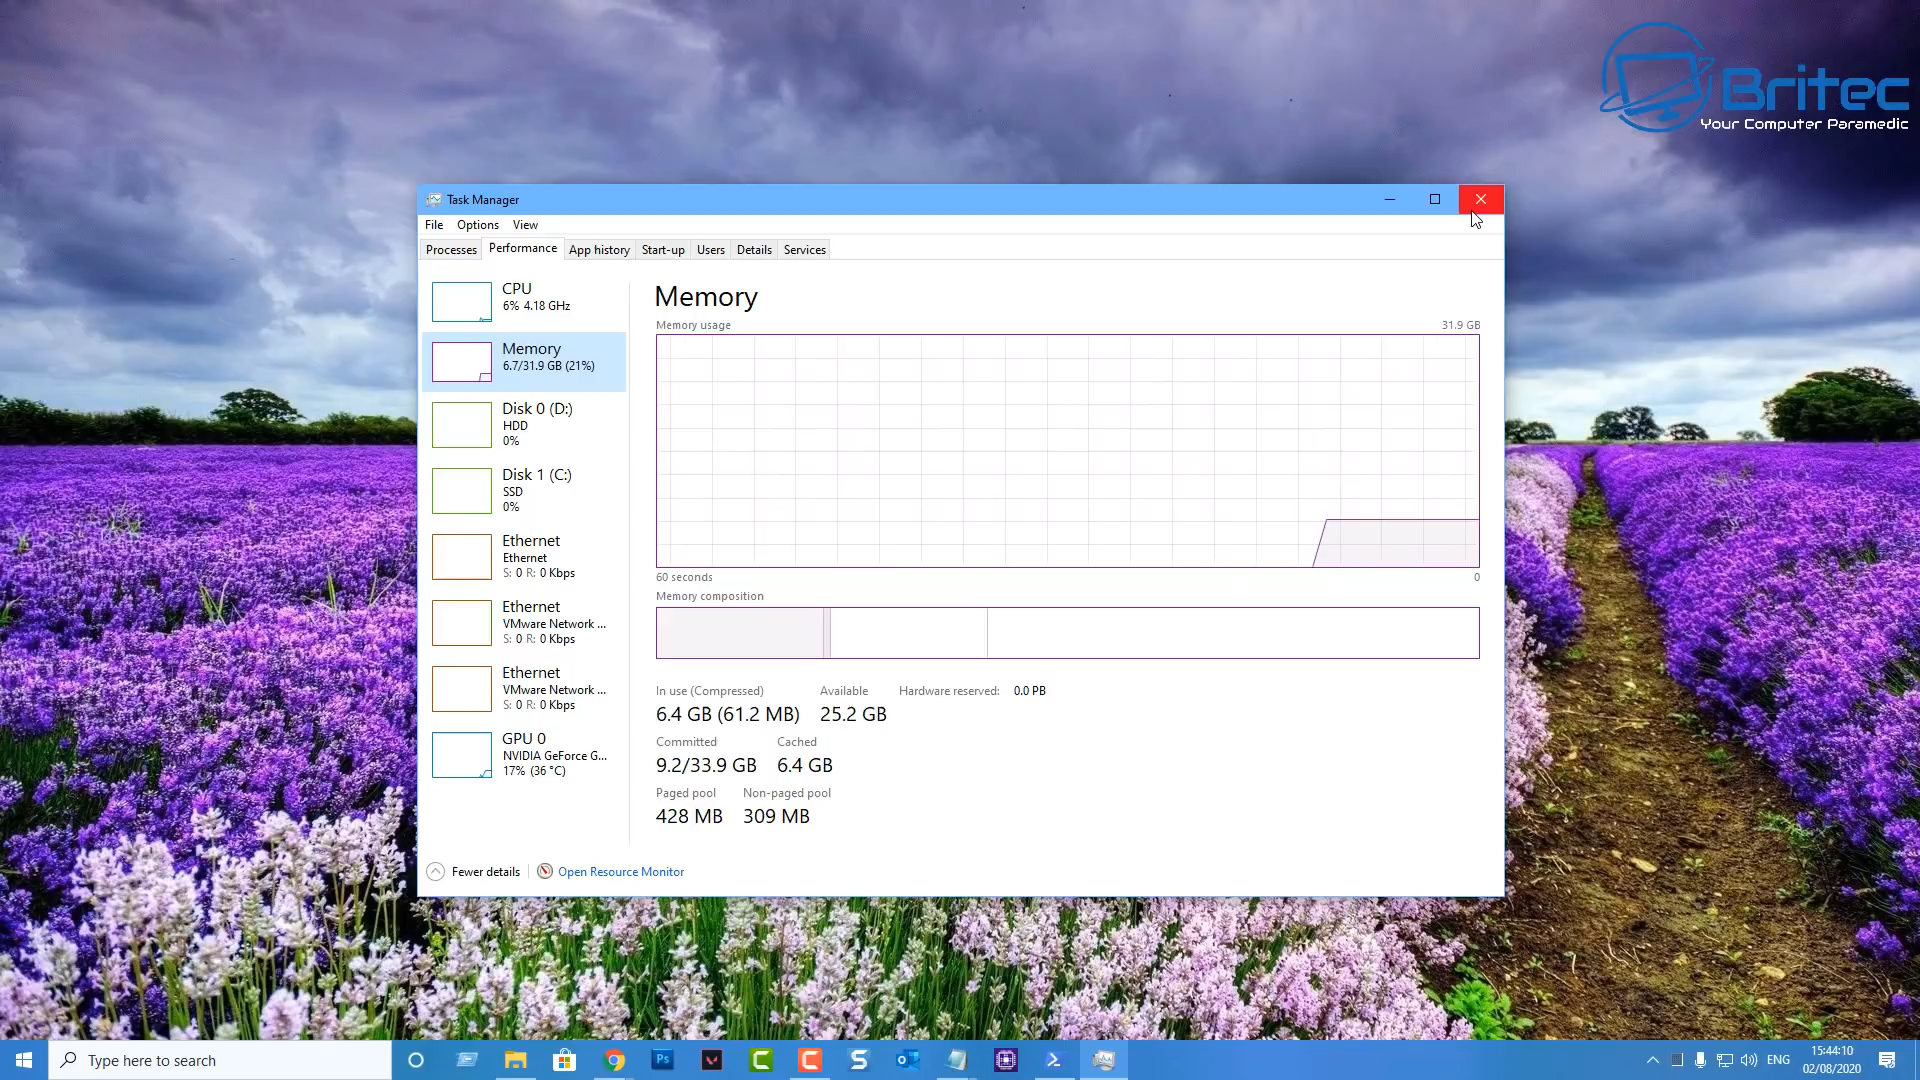 Britec
Your Computer Paramedic
Task Manager
File Options View
Processes Performance App history Start-up Users Details Services
CPU
6% 4.18 GHz
Memory
6.7/31.9 GB (21%)
Disk 0 (D:)
HDD
0%
Disk 1 (C:)
SSD
0%
Ethernet
Ethernet
S: 0 R: 0 Kbps
Ethernet
VMware Network ...
S: 0 R: 0 Kbps
Ethernet
VMware Network ...
S: 0 R: 0 Kbps
GPU 0
NVIDIA GeForce G...
17% (36 °C)
Memory
Memory usage 31.9 GB
60 seconds 0
Memory composition
In use (Compressed) Available Hardware reserved: 0.0 PB
6.4 GB (61.2 MB) 25.2 GB
Committed Cached
9.2/33.9 GB 6.4 GB
Paged pool Non-paged pool
428 MB 309 MB
Fewer details Open Resource Monitor
Type here to search
Ps
C
C
S
ENG
15:44:10
02/08/2020